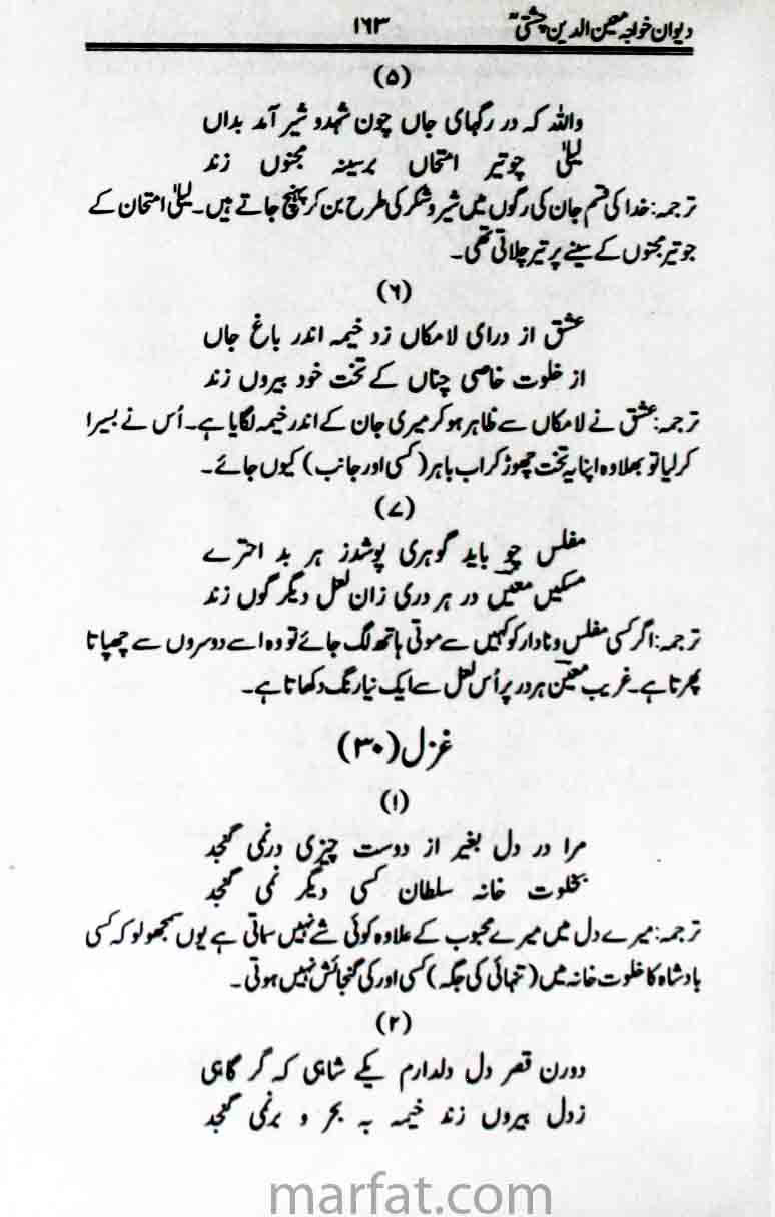 دیوان خواجہ معین الدین چشتیؒ ۱۶۳
(۵)
واللہ کہ در رگہای جاں چون شہدو شیر آمد بداں
لیلیٰ چوتیر امتحاں برسینہ مجنوں زند
ترجمہ:خدا کی قسم جان کی رگوں میں شیروشکر کی طرح بن کر پہنچ جاتے ہیں۔لیلیٰ امتحان کے
جو تیر مجنوں کے سینے پر تیر چلاتی تھی۔
(۶)
عشق از درای لامکاں زد خیمہ اندر باغ جاں
از خلوت خاصی چناں کے تخت خود بیروں زند
ترجمہ:عشق نے لامکاں سے ظاہر ہو کر میری جان کے اندر خیمہ لگایا ہے۔اُس نے بسیرا
کرلیا تو بھلا وہ اپنا یہ تخت چھوڑ کر اب باہر(کسی اور جانب) کیوں جائے۔
(۷)
مفلس چو باید گوہری پوشدز ہر بد احترے
مسکیں معیں در ہر دری زان لعل دیگر گوں زند
ترجمہ:اگر کسی مفلس و نادار کو کہیں سے موتی ہاتھ لگ جائے تو وہ اسے دوسروں سے چھپاتا
پھرتا ہے۔غریب معینؔ ہر در پر اُس لعل سے ایک نیا رنگ دکھاتا ہے۔
غزل(۳۰)
(۱)
مرا در دل بغیر از دوست چیزی درنمی گنجد
بخلوت خانہ سلطان کسی دیگر نمی گنجد
ترجمہ:میرے دل میں میرے محبوب کے علاوہ کوئی شے نہیں سماتی ہے یوں سمجھو لو کہ کسی
بادشاہ کا خلوت خانہ میں(تنہائی کی جگہ)کسی اور کی گنجائش نہیں ہوتی۔
(۲)
دورن قصر دل دلدارم یکے شاہی کہ گر گاہی
زدل بیروں زند خیمہ بہ بحر و برنمی گنجد
marfat.com